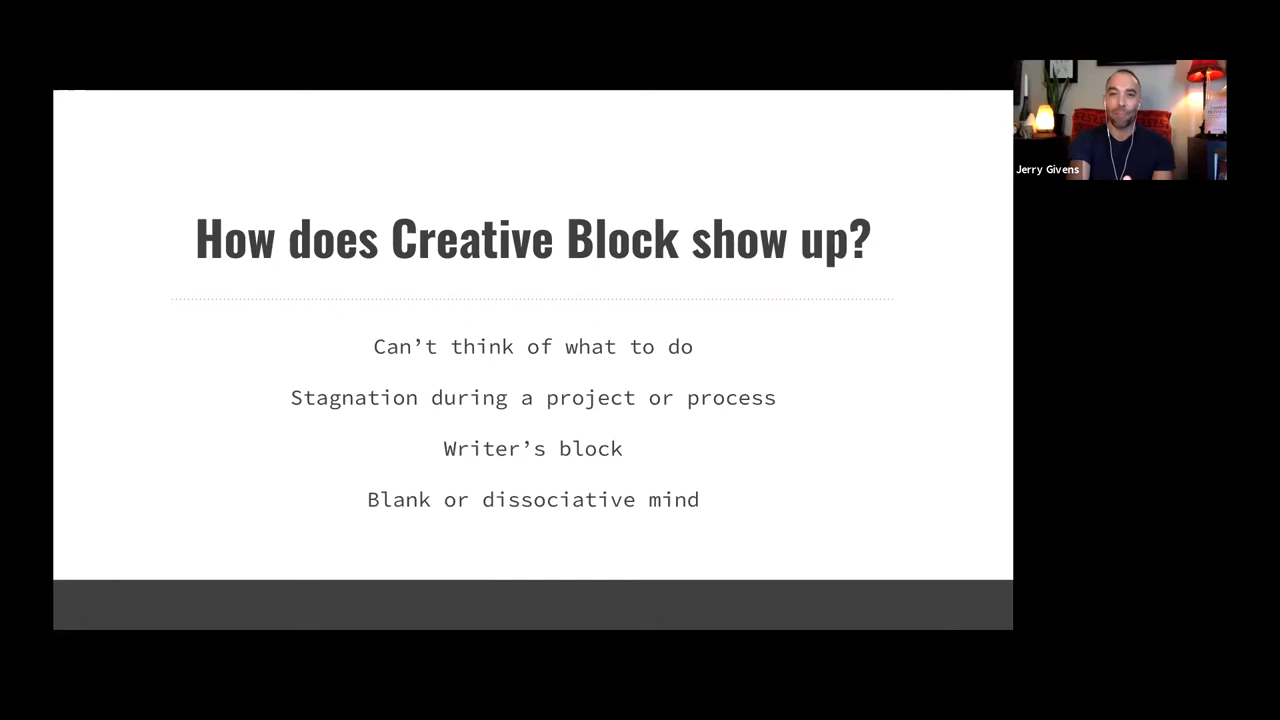 How does Creative Block show up?
Can’t think of what to do
Stagnation during a project or process
Writer’s block
Blank or dissociative mind
Jerry Givens